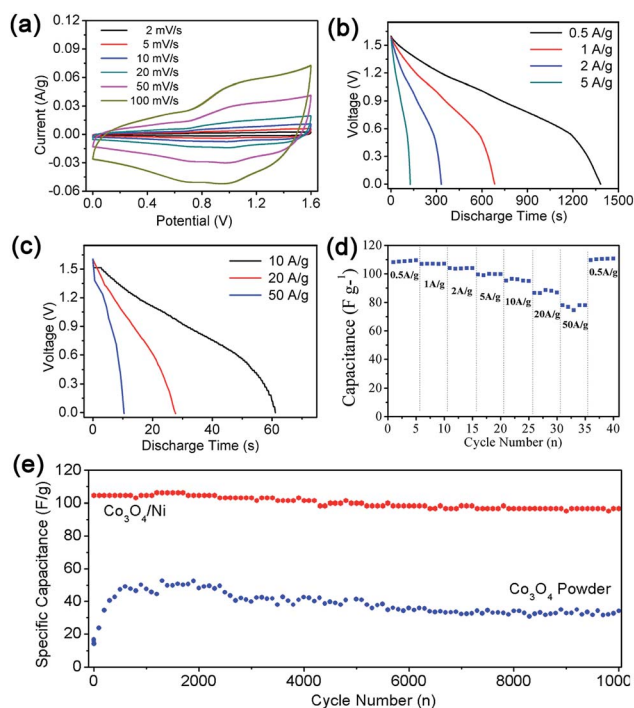 (a)
2 mV/s
5 mV/s
10 mV/s
20 mV/s
50 mV/s
100 mV/s
0.12
0.09
0.06
0.03
0.00
-0.03
-0.06
Current (A/g)
0.0 0.4 0.8 1.2 1.6
Potential (V)
(b)
0.5 A/g
1 A/g
2 A/g
5 A/g
1.8
1.5
1.2
0.9
0.6
0.3
0.0
Voltage (V)
0 300 600 900 1200 1500
Discharge Time (s)
(c)
10 A/g
20 A/g
50 A/g
1.5
1.2
0.9
0.6
0.3
0.0
Voltage (V)
0 20 40 60
Discharge Time (s)
(d)
120
100
80
60
40
20
0
Capacitance (F g-1)
0.5A/g 1A/g 2A/g 5A/g 10A/g 20A/g 50A/g 0.5A/g
0 5 10 15 20 25 30 35 40
Cycle Number (n)
(e)
120
100
80
60
40
20
0
Specific Capacitance (F/g)
Co₃O₄/Ni
Co₃O₄ Powder
0 2000 4000 6000 8000 1000
Cycle Number (n)